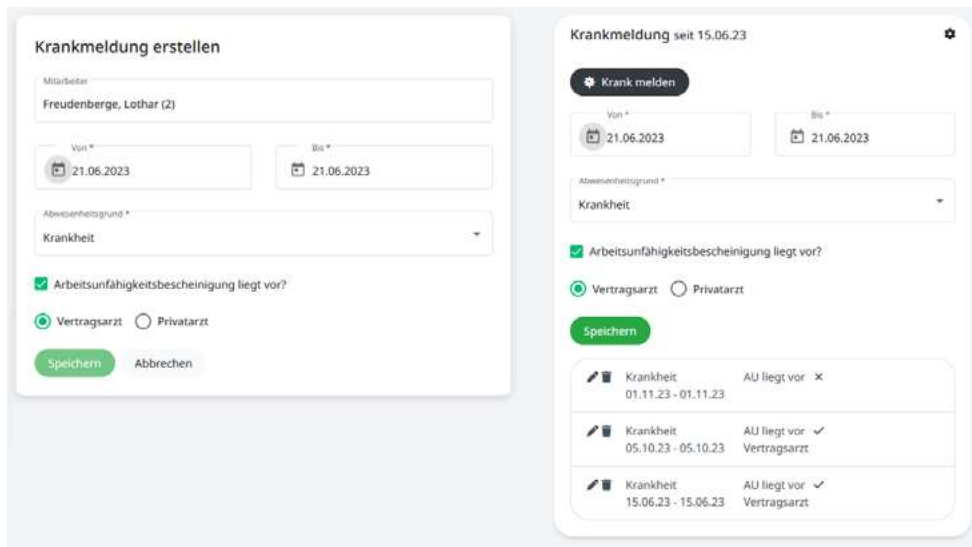 Krankmeldung erstellen
Mitarbeiter
Freudenberge, Lothar (2)
Von *
21.06.2023
Bis *
21.06.2023
Abwesenheitsgrund *
Krankheit
Arbeitsunfähigkeitsbescheinigung liegt vor?
Vertragsarzt Privatarzt
Speichern Abbrechen
Krankmeldung seit 15.06.23
Krank melden
Von *
21.06.2023
Bis *
21.06.2023
Abwesenheitsgrund *
Krankheit
Arbeitsunfähigkeitsbescheinigung liegt vor?
Vertragsarzt Privatarzt
Speichern
Krankheit AU liegt vor
01.11.23 - 01.11.23
Krankheit AU liegt vor
05.10.23 - 05.10.23 Vertragsarzt
Krankheit AU liegt vor
15.06.23 - 15.06.23 Vertragsarzt